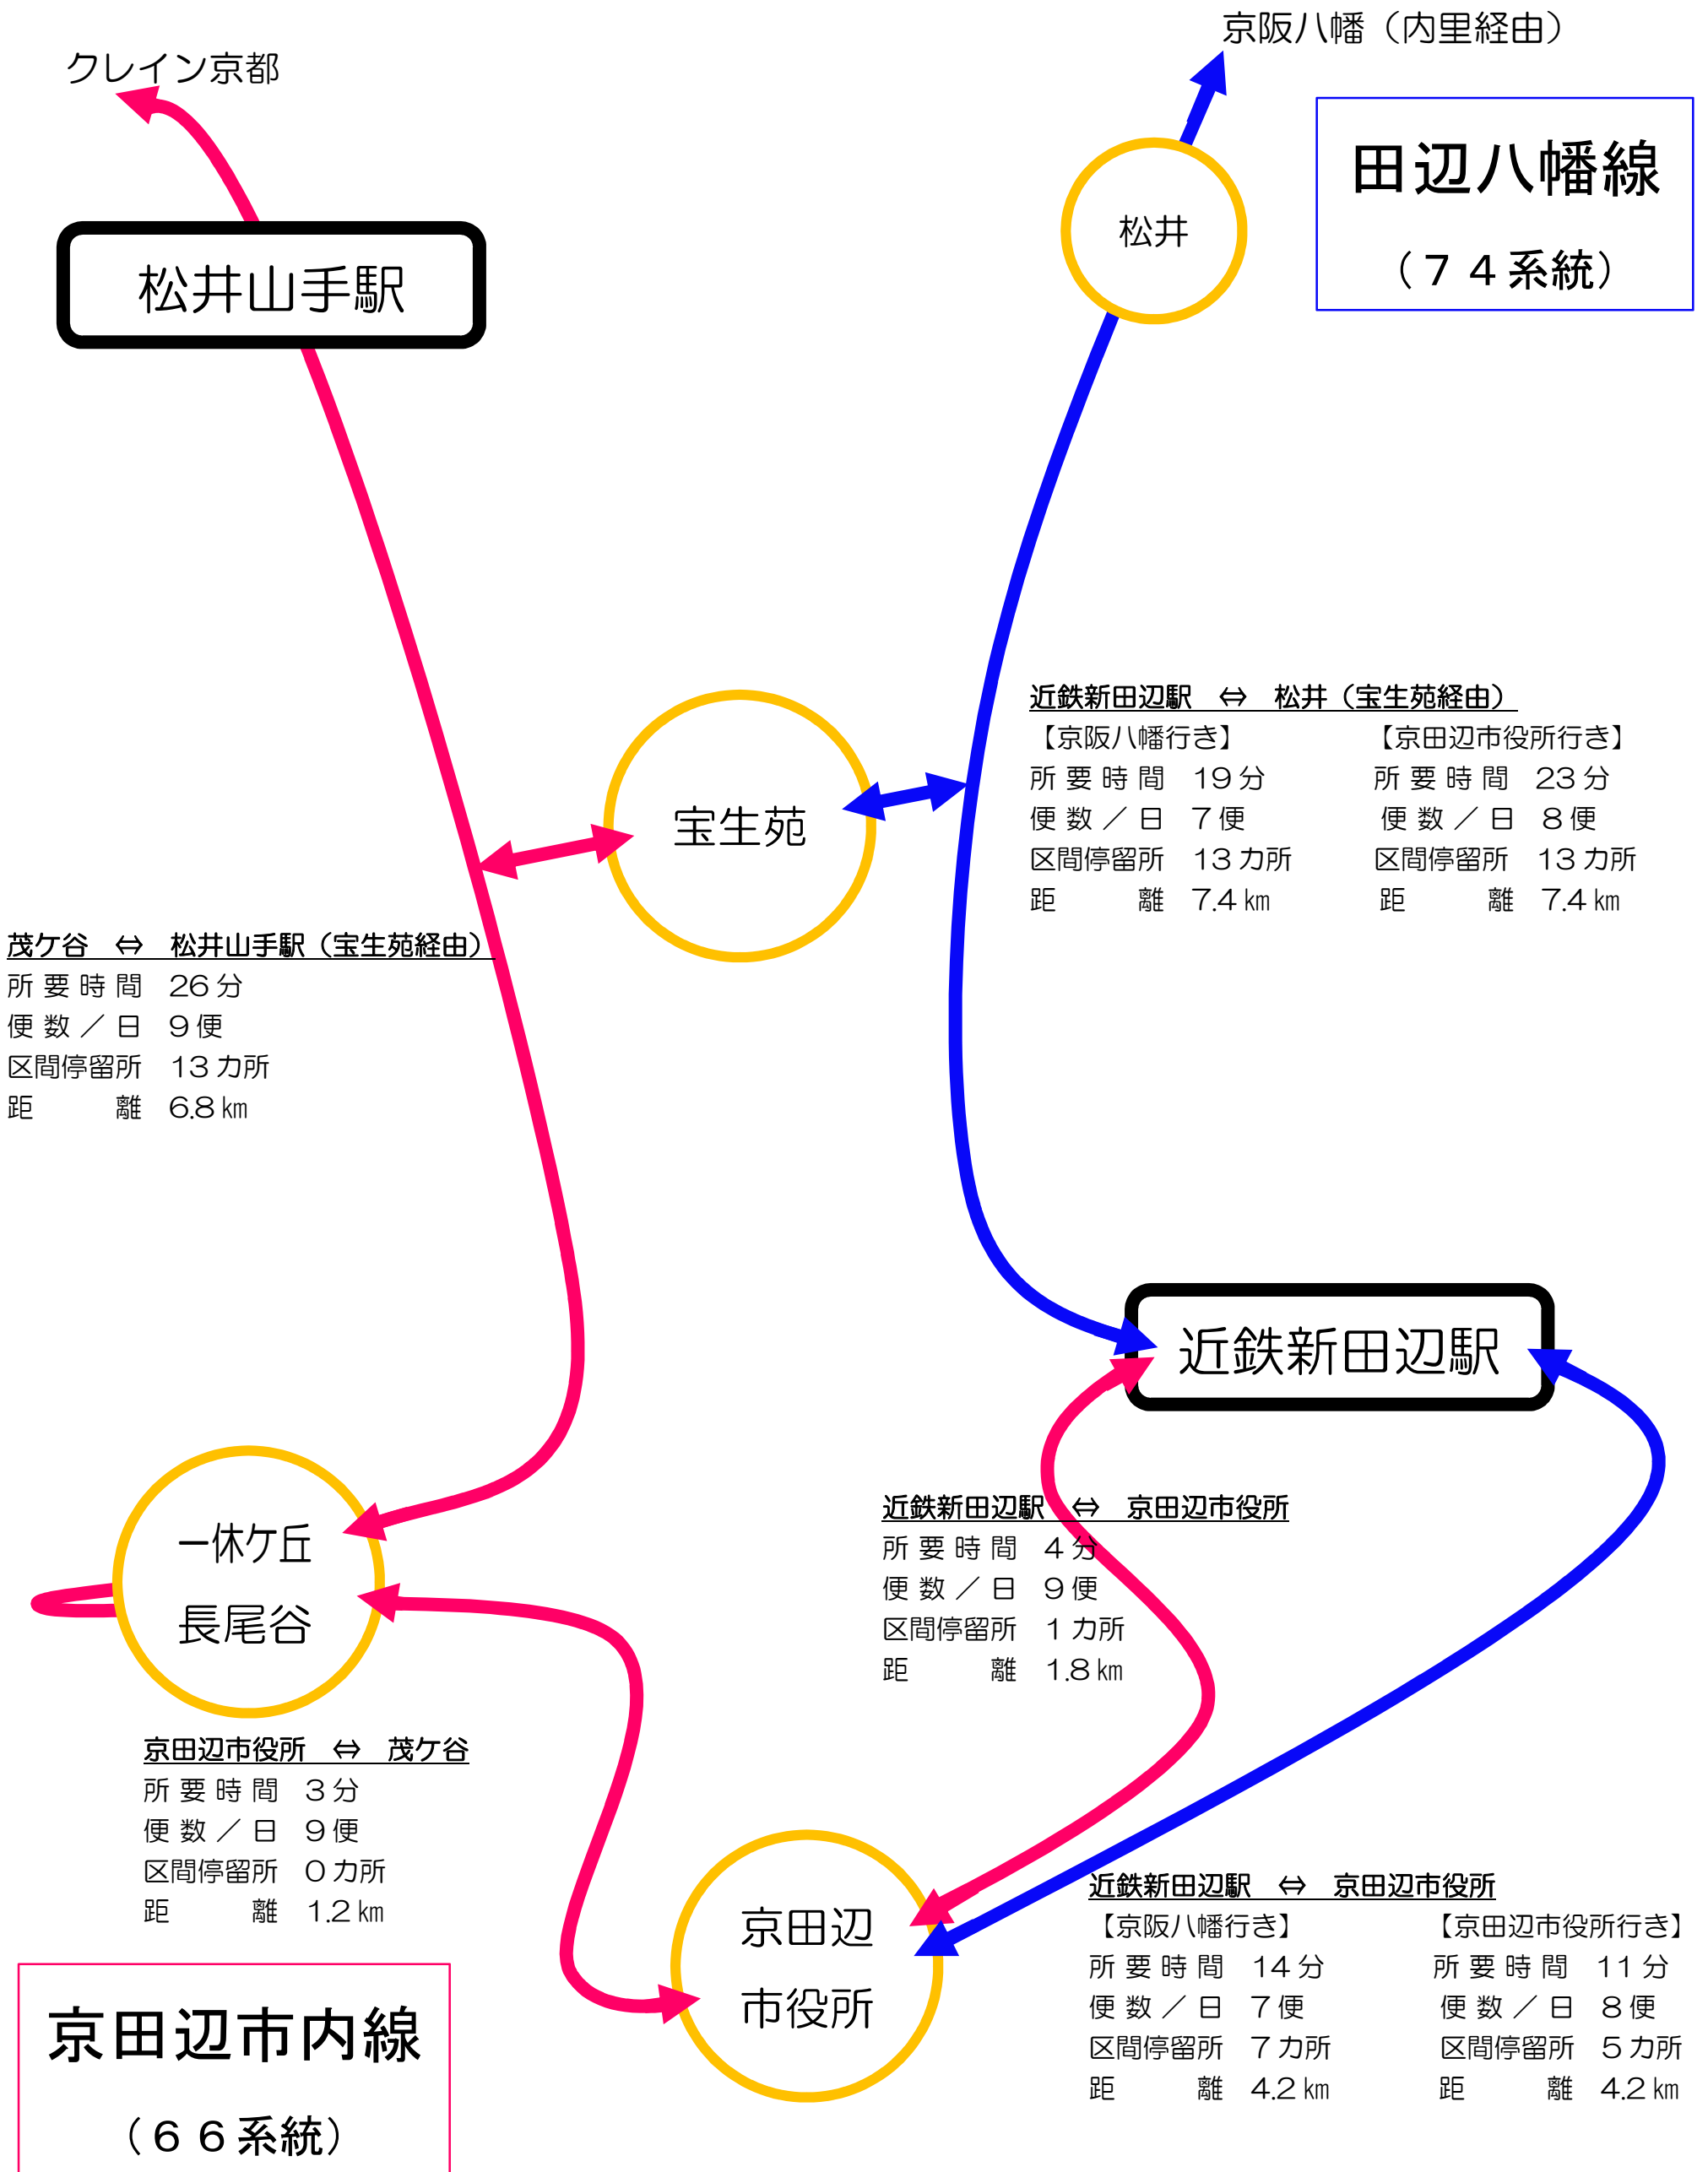 京阪八幡（内里経由）
クレイン京都
田辺八幡線
（７４系統）
松井
松井山手駅
近鉄新田辺駅　⇔　松井（宝生苑経由）
【京阪八幡行き】　【京田辺市役所行き】
所要時間　19分　所要時間　23分
便数／日　7便　便数／日　8便
区間停留所　13カ所　区間停留所　13カ所
距離　7.4㎞　距離　7.4㎞
宝生苑
茂ケ谷　⇔　松井山手駅（宝生苑経由）
所要時間　26分
便数／日　9便
区間停留所　13カ所
距離　6.8㎞
近鉄新田辺駅
近鉄新田辺駅　⇔　京田辺市役所
所要時間　4分
便数／日　9便
区間停留所　1カ所
距離　1.8㎞
一休ケ丘
長尾谷
京田辺市役所　⇔　茂ケ谷
所要時間　3分
便数／日　9便
区間停留所　0カ所
距離　1.2㎞
京田辺
市役所
近鉄新田辺駅　⇔　京田辺市役所
【京阪八幡行き】　【京田辺市役所行き】
所要時間　14分　所要時間　11分
便数／日　7便　便数／日　8便
区間停留所　7カ所　区間停留所　5カ所
距離　4.2㎞　距離　4.2㎞
京田辺市内線
（６６系統）